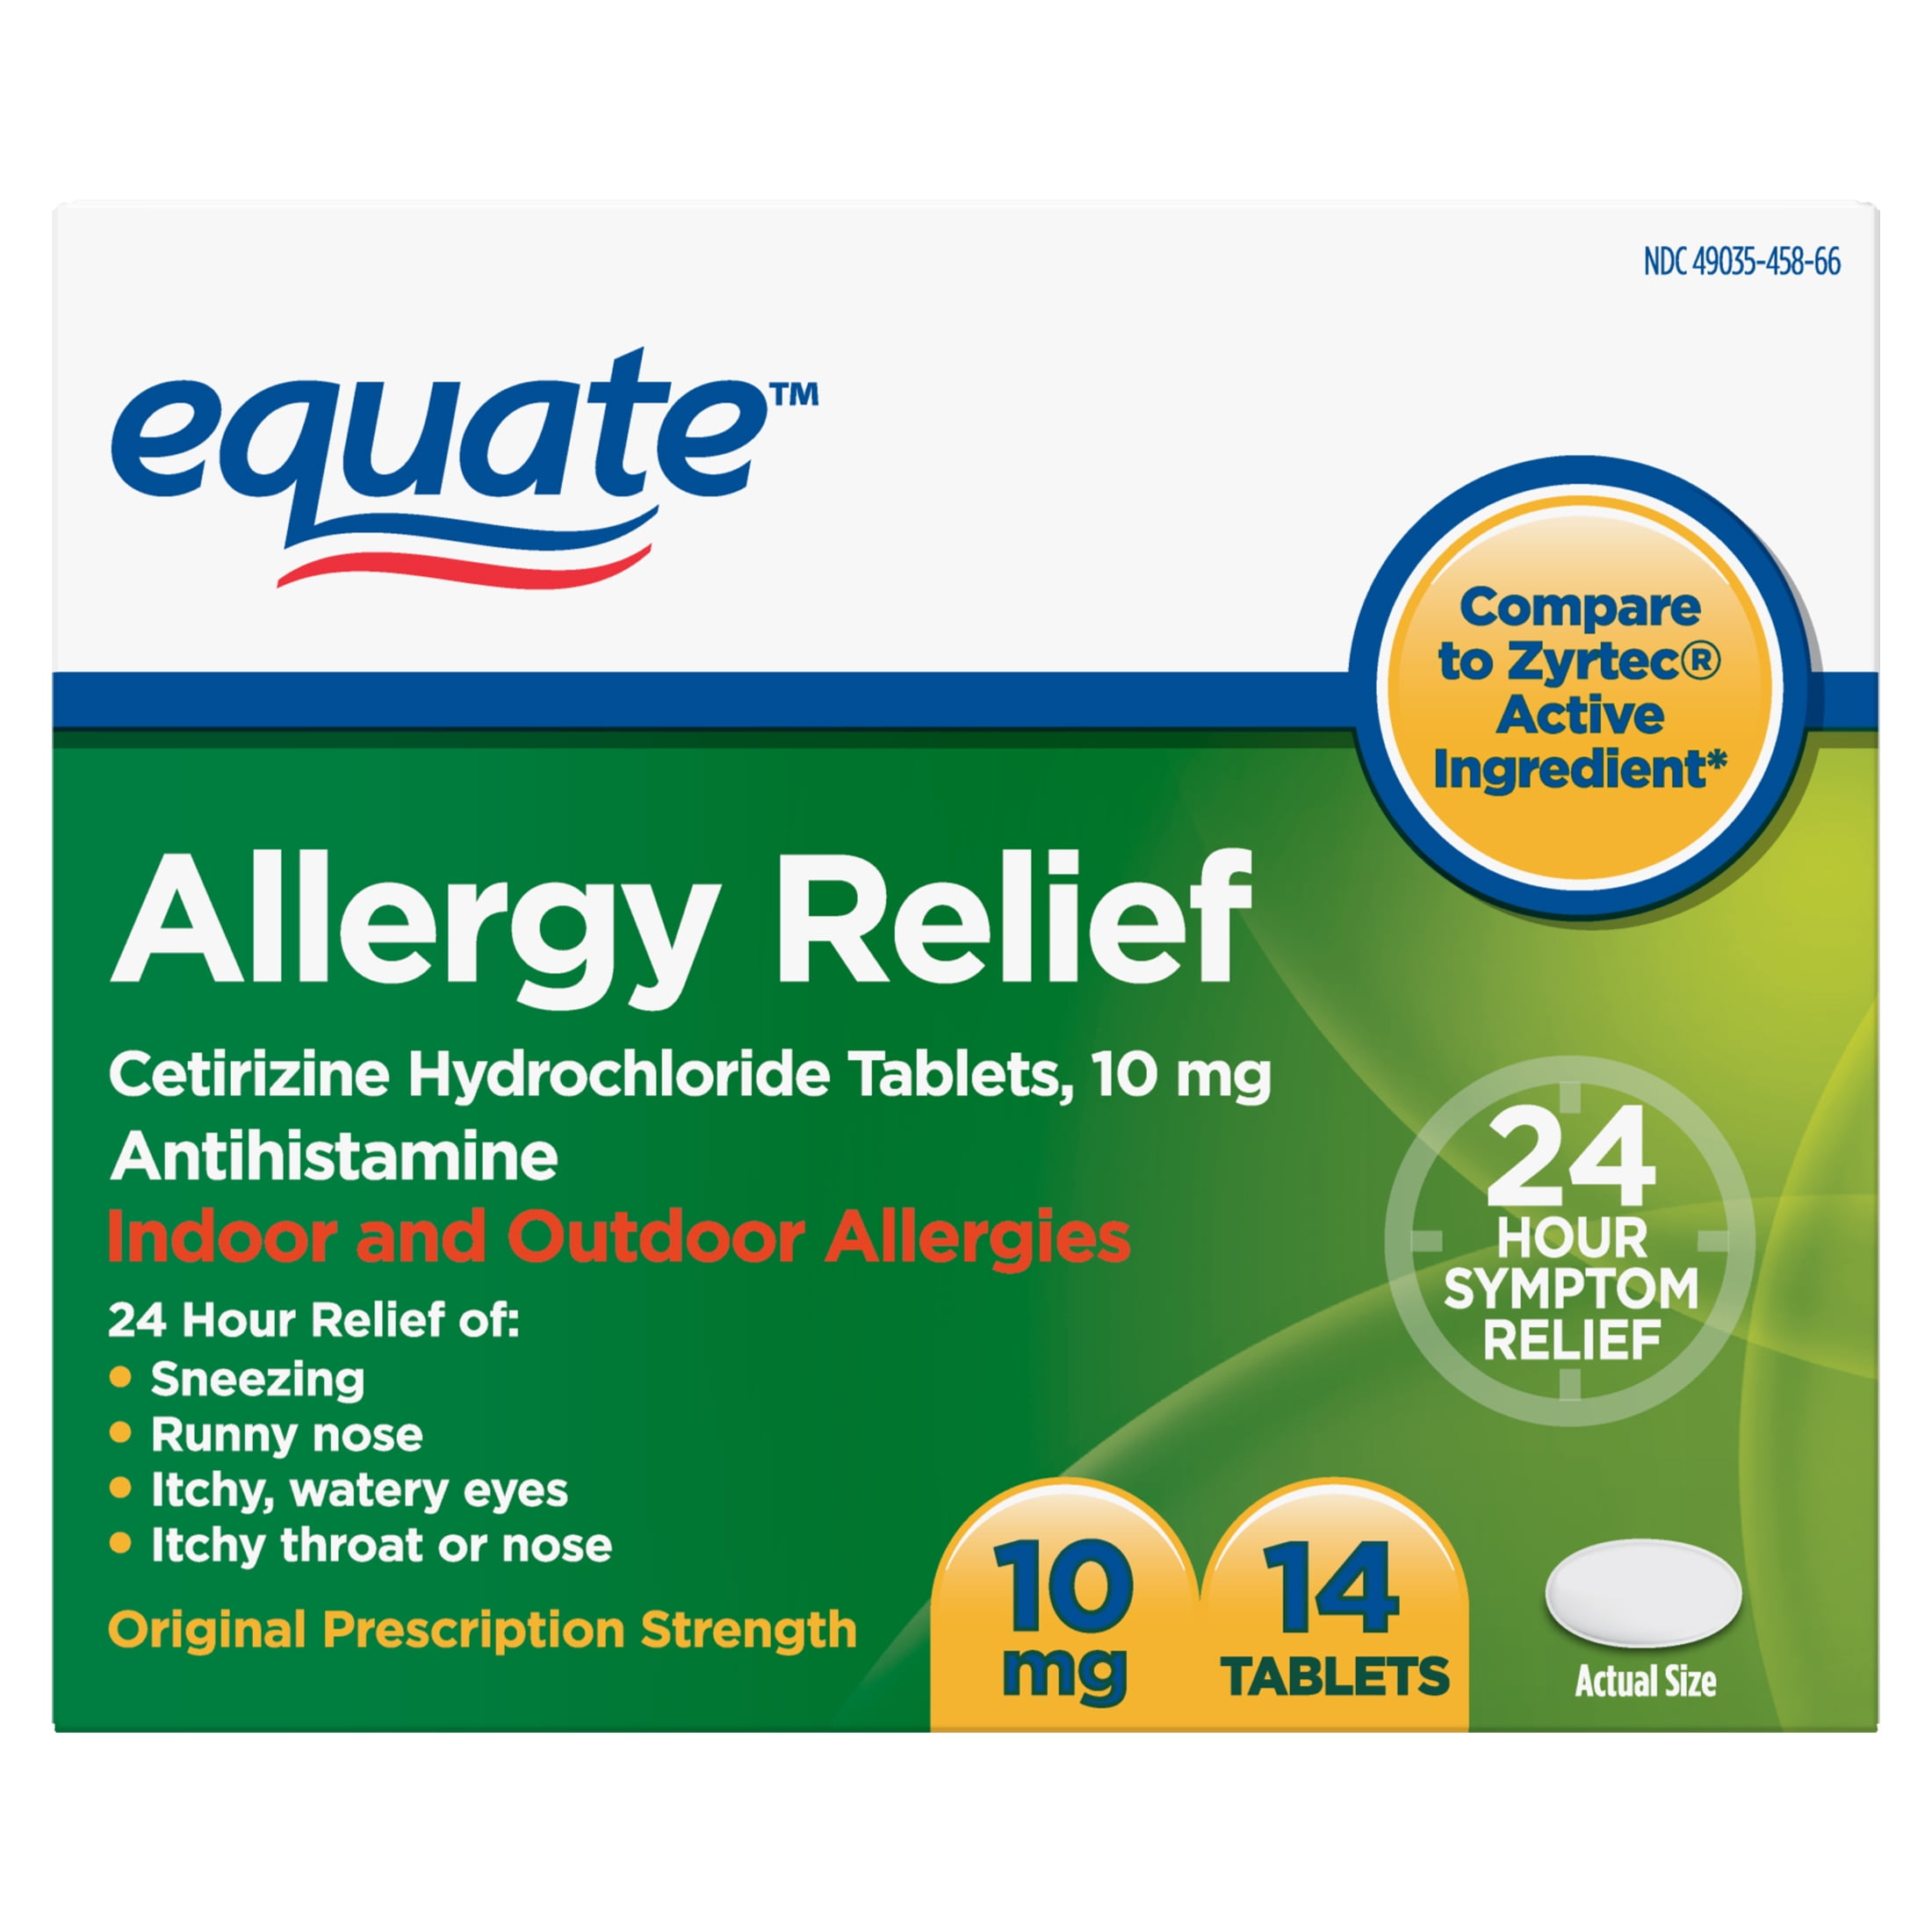 NDC 49035-458-66
equate™
Compare
to Zyrtec®
Active
Ingredient*
Allergy Relief
Cetirizine Hydrochloride Tablets, 10 mg
Antihistamine
Indoor and Outdoor Allergies
24 Hour Relief of:
• Sneezing
• Runny nose
• Itchy, watery eyes
• Itchy throat or nose
Original Prescription Strength
24
HOUR
SYMPTOM
RELIEF
10
mg
14
TABLETS
Actual Size